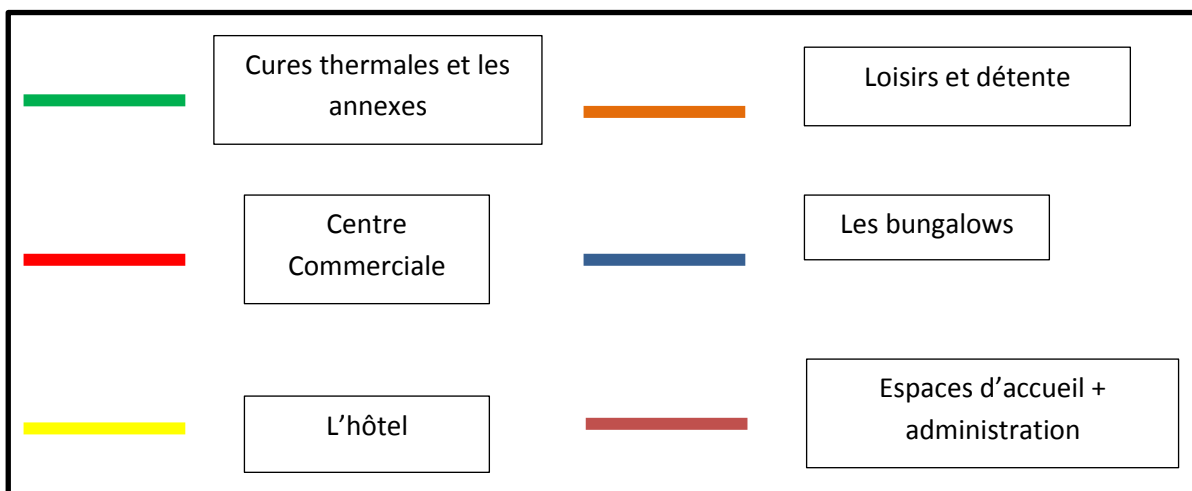 Cures thermales et les
annexes
Loisirs et détente
Centre
Commerciale
Les bungalows
L’hôtel
Espaces d’accueil +
administration